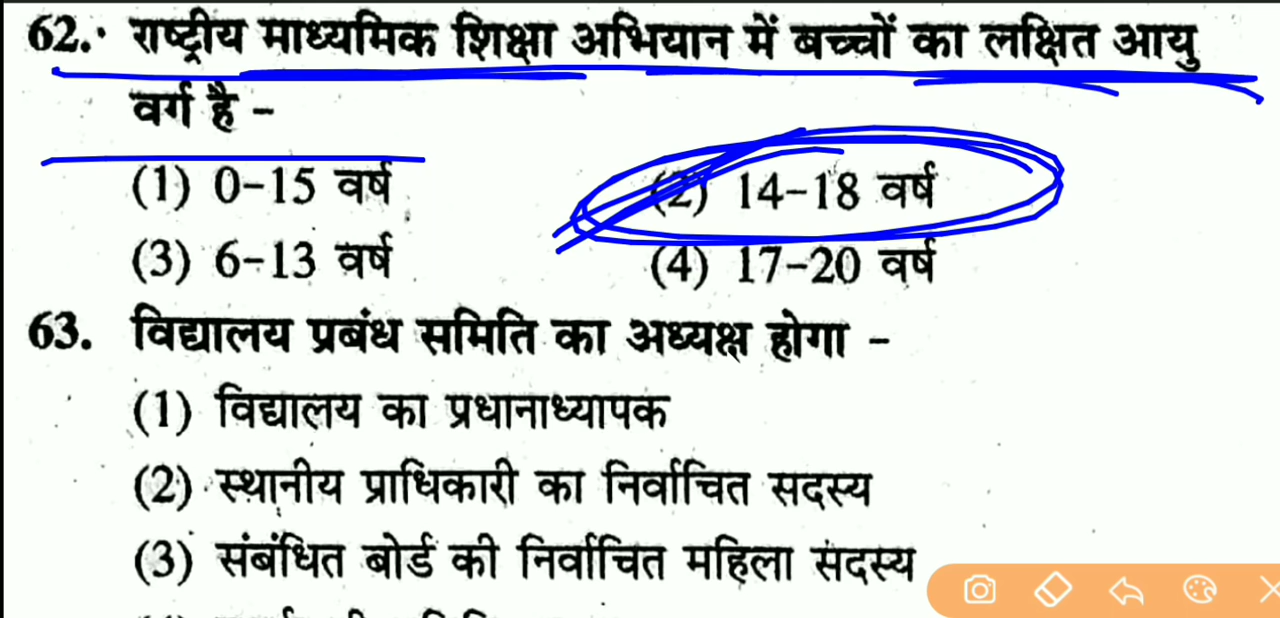 62. राष्ट्रीय माध्यमिक शिक्षा अभियान में बच्चों का लक्षित आयु
वर्ग है -
(1) 0-15 वर्ष (2) 14-18 वर्ष
(3) 6-13 वर्ष (4) 17-20 वर्ष
63. विद्यालय प्रबंध समिति का अध्यक्ष होगा -
(1) विद्यालय का प्रधानाध्यापक
(2) स्थानीय प्राधिकारी का निर्वाचित सदस्य
(3) संबंधित बोर्ड की निर्वाचित महिला सदस्य